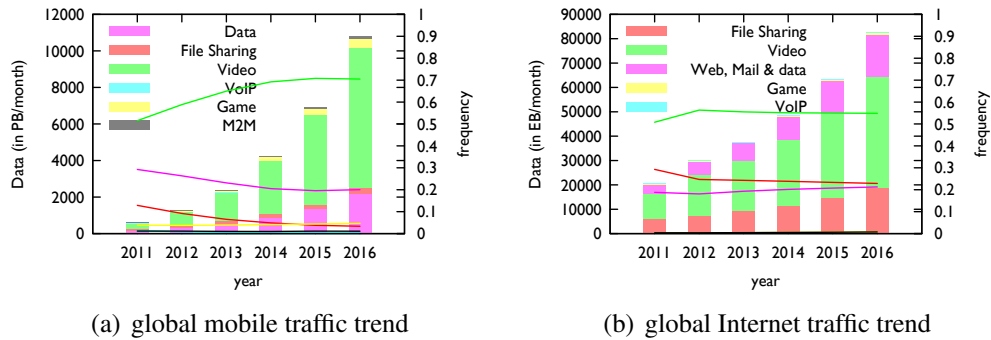 12000
10000
8000
6000
4000
2000
0
Data (in PB/month)
Data
File Sharing
Video
VoIP
Game
M2M
1
0.9
0.8
0.7
0.6
0.5
0.4
0.3
0.2
0.1
0
frequency
2011 2012 2013 2014 2015 2016
year
(a) global mobile traffic trend
90000
80000
70000
60000
50000
40000
30000
20000
10000
0
Data (in EB/month)
File Sharing
Video
Web, Mail & data
Game
VoIP
1
0.9
0.8
0.7
0.6
0.5
0.4
0.3
0.2
0.1
0
frequency
2011 2012 2013 2014 2015 2016
year
(b) global Internet traffic trend